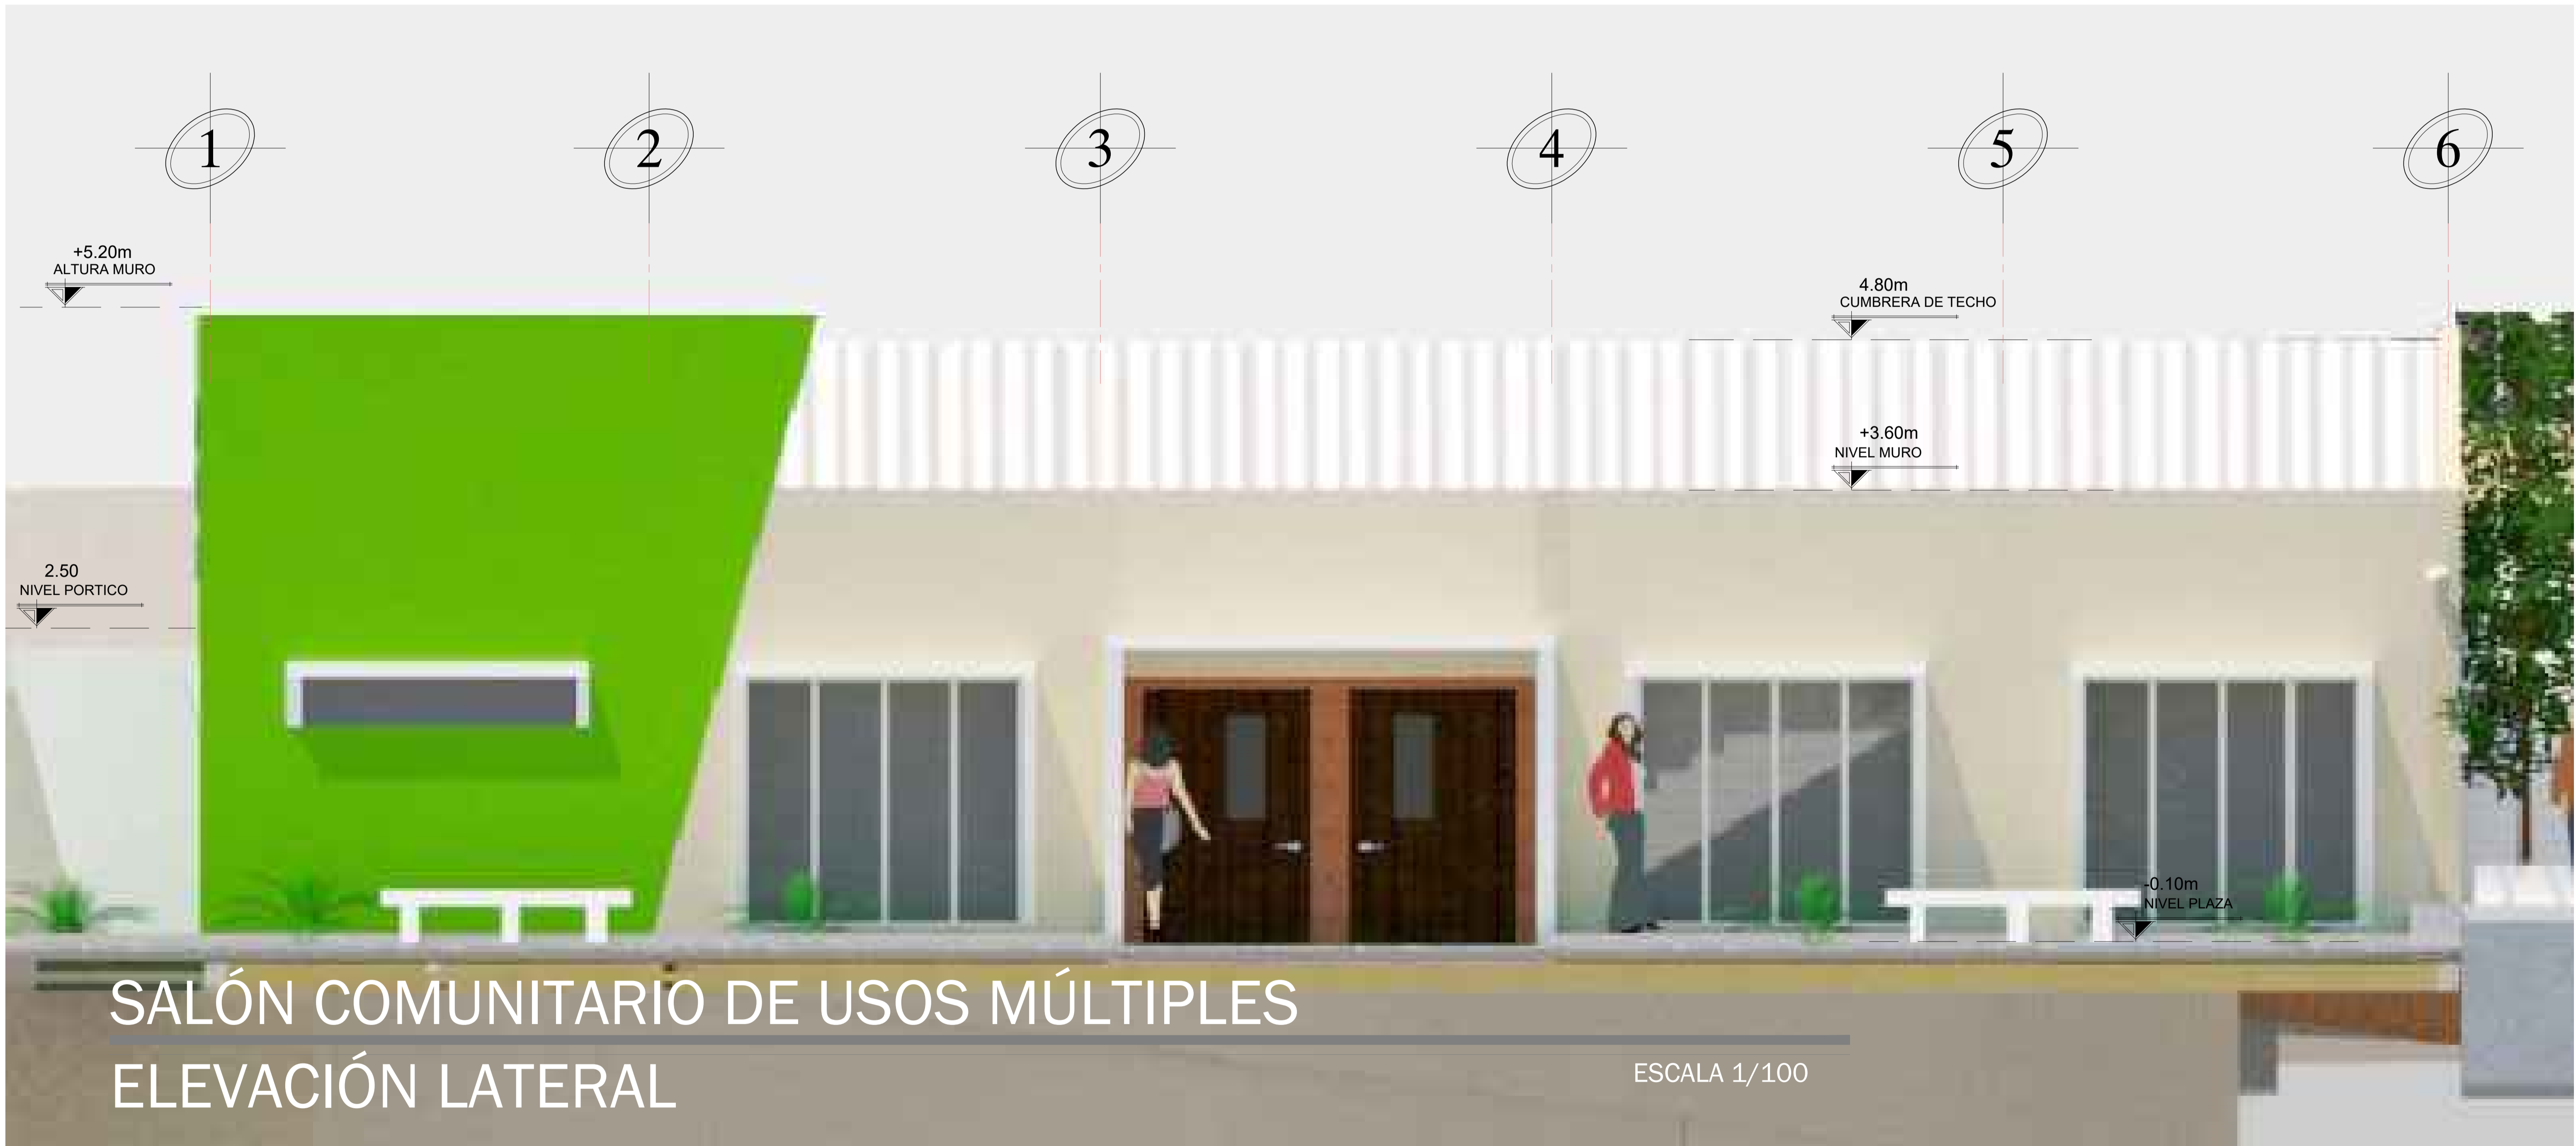 1 2 3 4 5 6
+5.20m
ALTURA MURO
4.80m
CUMBRERA DE TECHO
+3.60m
NIVEL MURO
2.50
NIVEL PORTICO
-0.10m
NIVEL PLAZA
SALÓN COMUNITARIO DE USOS MÚLTIPLES
ELEVACIÓN LATERAL
ESCALA 1/100